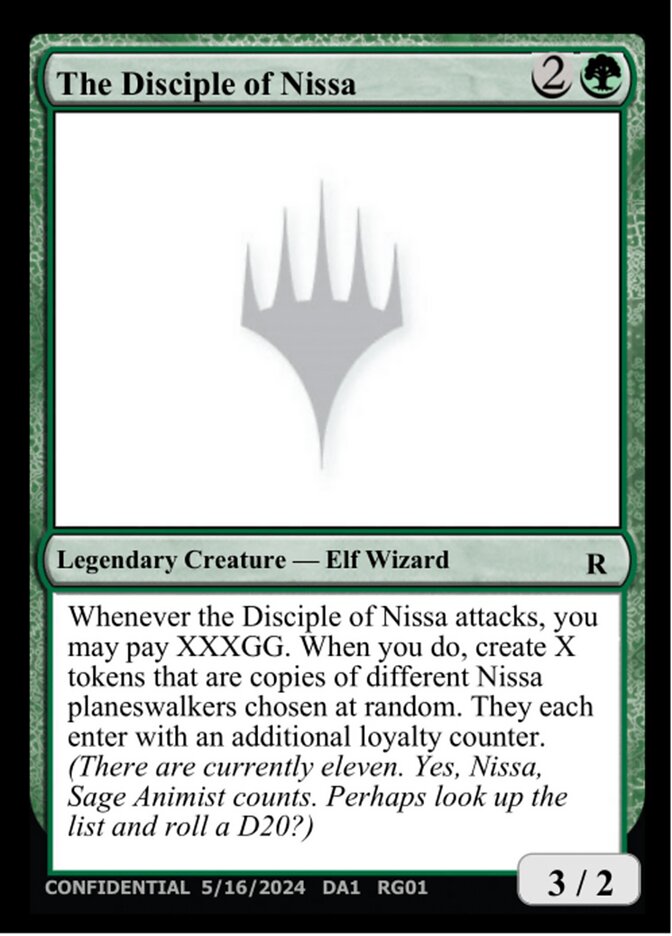 The Disciple of Nissa 2
Legendary Creature — Elf Wizard R
Whenever the Disciple of Nissa attacks, you
may pay XXXGG. When you do, create X
tokens that are copies of different Nissa
planeswalkers chosen at random. They each
enter with an additional loyalty counter.
(There are currently eleven. Yes, Nissa,
Sage Animist counts. Perhaps look up the
list and roll a D20?)
CONFIDENTIAL 5/16/2024 DA1 RG01
3 / 2